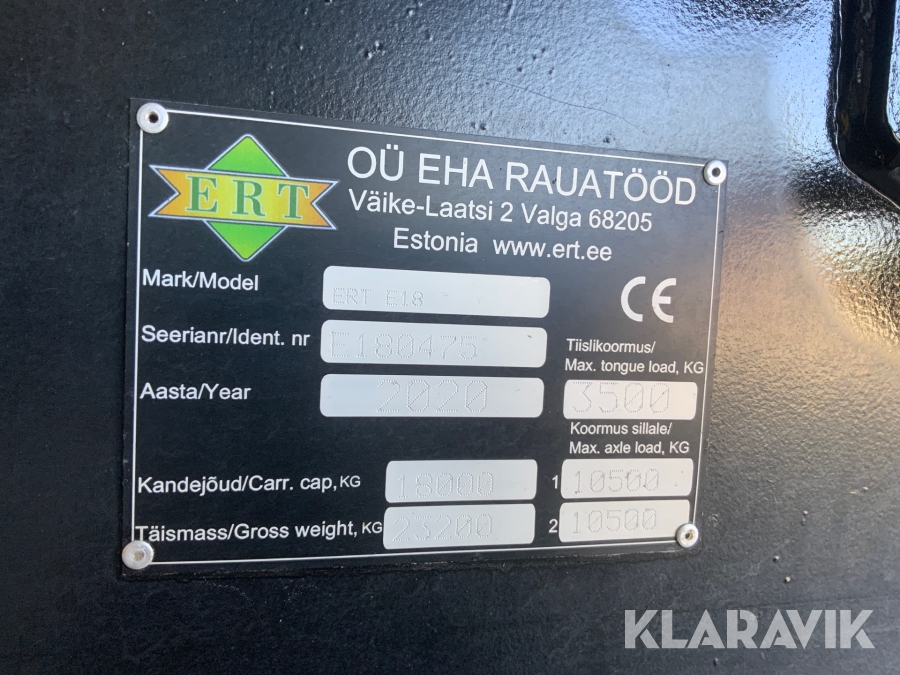 ERT
OÜ EHA RAUATÖÖD
Väike-Laatsi 2 Valga 68205
Estonia www.ert.ee
Mark/Model ERT E18
CE
Seerianr/Ident. nr E180475
Tiislikoormus/
Max. tongue load, KG
Aasta/Year 2020
3500
Koormus sillale/
Max. axle load, KG
Kandejõud/Carr. cap, KG 18000 1 10500
Täismass/Gross weight, KG 23200 2 10500
KLARAVIK